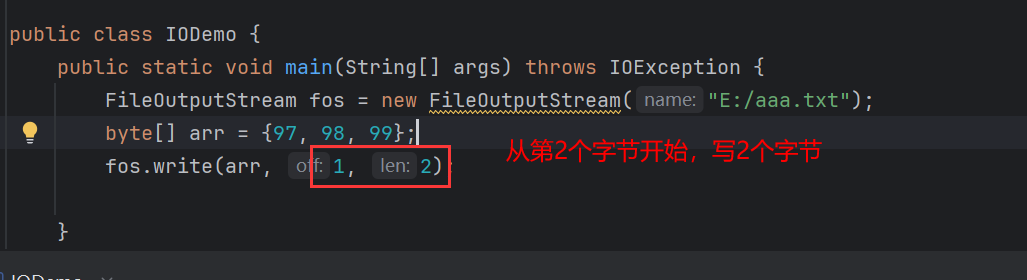 public class IODemo {
public static void main(String[] args) throws IOException {
FileOutputStream fos = new FileOutputStream( name: "E:/aaa.txt");
byte[] arr = {97, 98, 99};
fos.write(arr, off: 1, len: 2);
从第2个字节开始，写2个字节
}
IODemo